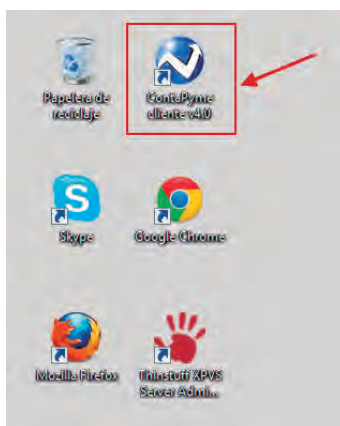 Papelera de
reciclaje
ContaPyme
cliente v4.0
Skype
Google Chrome
Mozilla Firefox
Thinstuff XPVS
Server Admi...